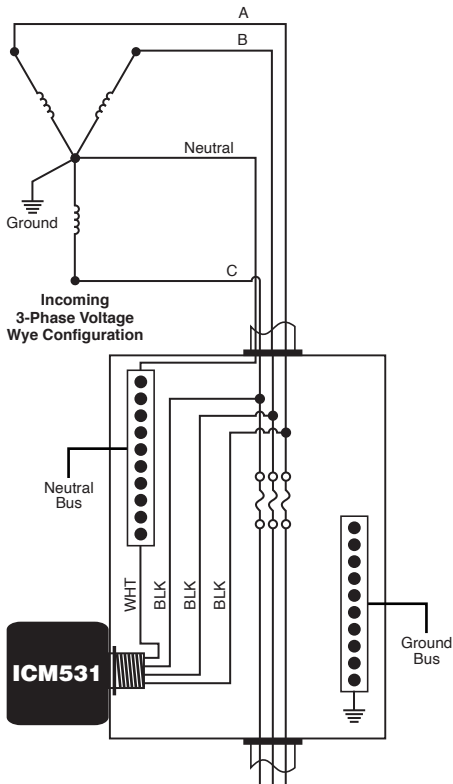 A
B
Neutral
Ground
C
Incoming
3-Phase Voltage
Wye Configuration
Neutral
Bus
WHT
BLK
BLK
BLK
ICM531
Ground
Bus